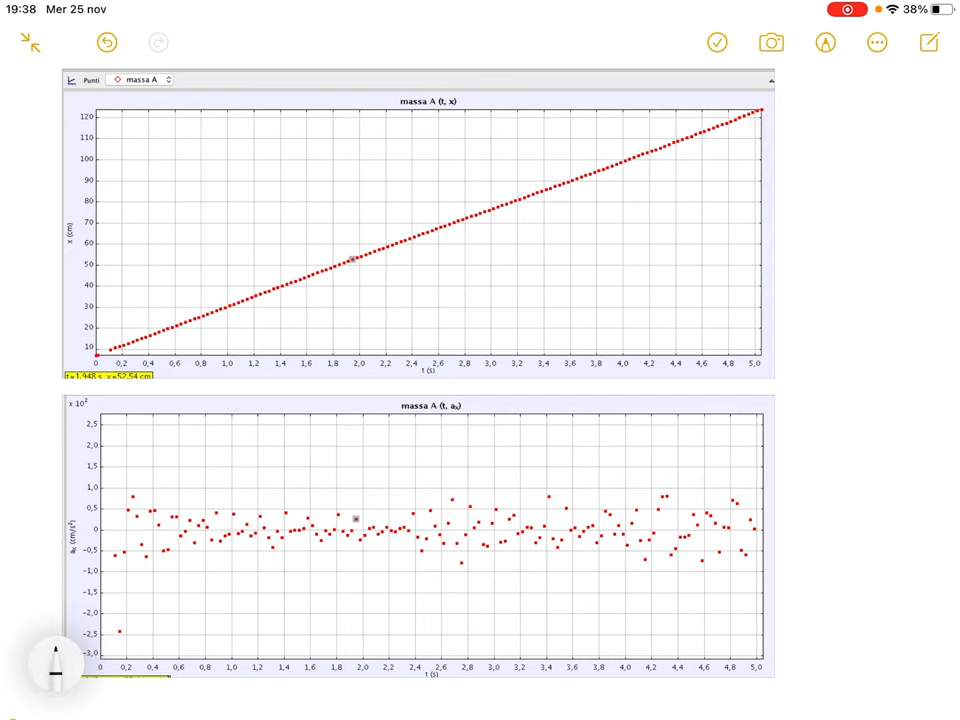 19:38 Mer 25 nov 38%
Punti massa A
massa A (t, x)
120
110
100
90
80
70
60
50
40
30
20
10
x (cm)
0 0,2 0,4 0,6 0,8 1,0 1,2 1,4 1,6 1,8 2,0 2,2 2,4 2,6 2,8 3,0 3,2 3,4 3,6 3,8 4,0 4,2 4,4 4,6 4,8 5,0
t (s)
t=1,948 s x=52,54 cm
x 10²
massa A (t, aₓ)
2,5
2,0
1,5
1,0
0,5
0
−0,5
−1,0
−1,5
−2,0
−2,5
−3,0
aₓ (cm/s²)
0 0,2 0,4 0,6 0,8 1,0 1,2 1,4 1,6 1,8 2,0 2,2 2,4 2,6 2,8 3,0 3,2 3,4 3,6 3,8 4,0 4,2 4,4 4,6 4,8 5,0
t (s)